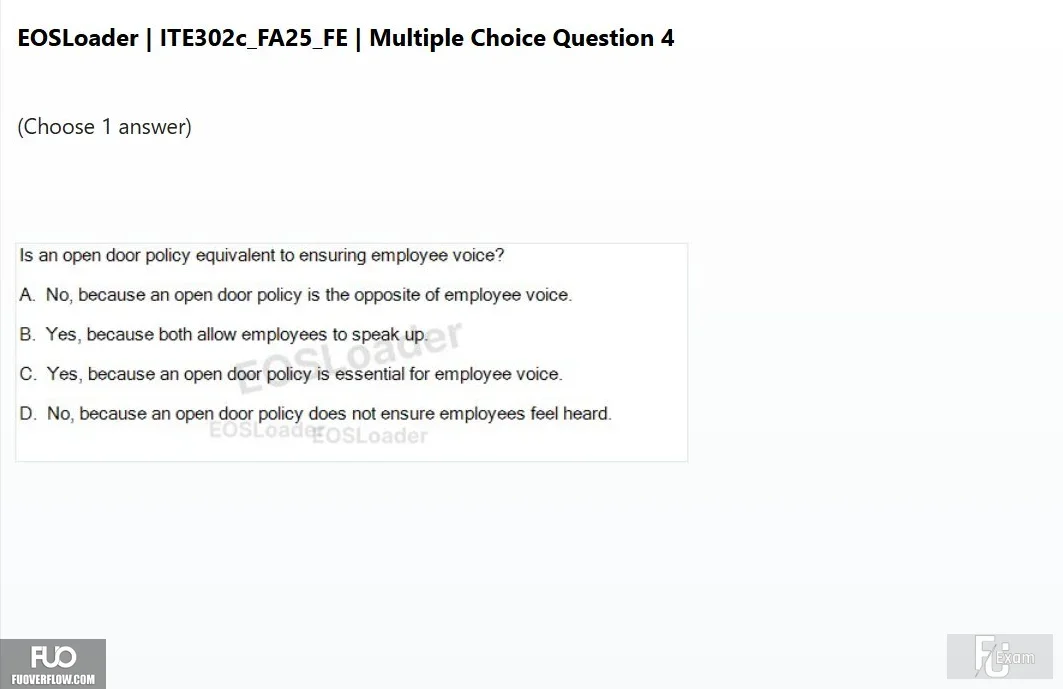 EOSLoader | ITE302c_FA25_FE | Multiple Choice Question 4
(Choose 1 answer)
Is an open door policy equivalent to ensuring employee voice?
A. No, because an open door policy is the opposite of employee voice.
B. Yes, because both allow employees to speak up.
C. Yes, because an open door policy is essential for employee voice.
D. No, because an open door policy does not ensure employees feel heard.
EOSLoader
EOSLoader
EOSLoader
FUO
FUOVERFLOW.COM
FU Exam